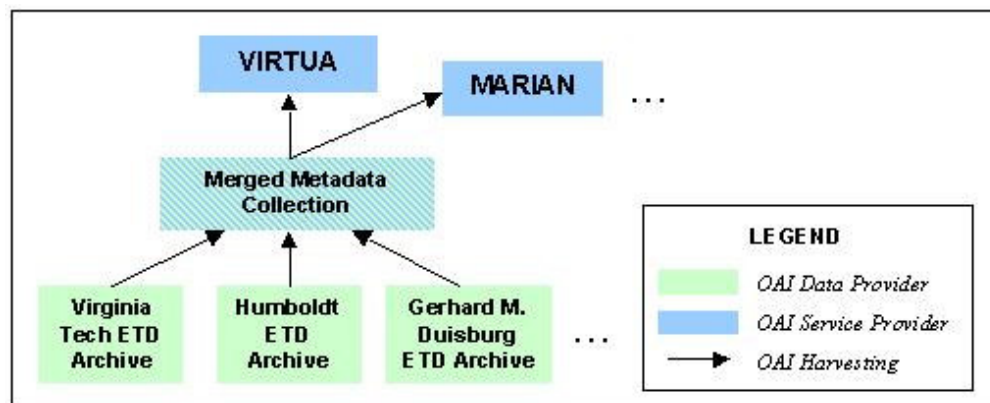 VIRTUA
MARIAN
...
Merged Metadata
Collection
Virginia
Tech ETD
Archive
Humboldt
ETD
Archive
Gerhard M.
Duisburg
ETD Archive
...
LEGEND
OAI Data Provider
OAI Service Provider
OAI Harvesting